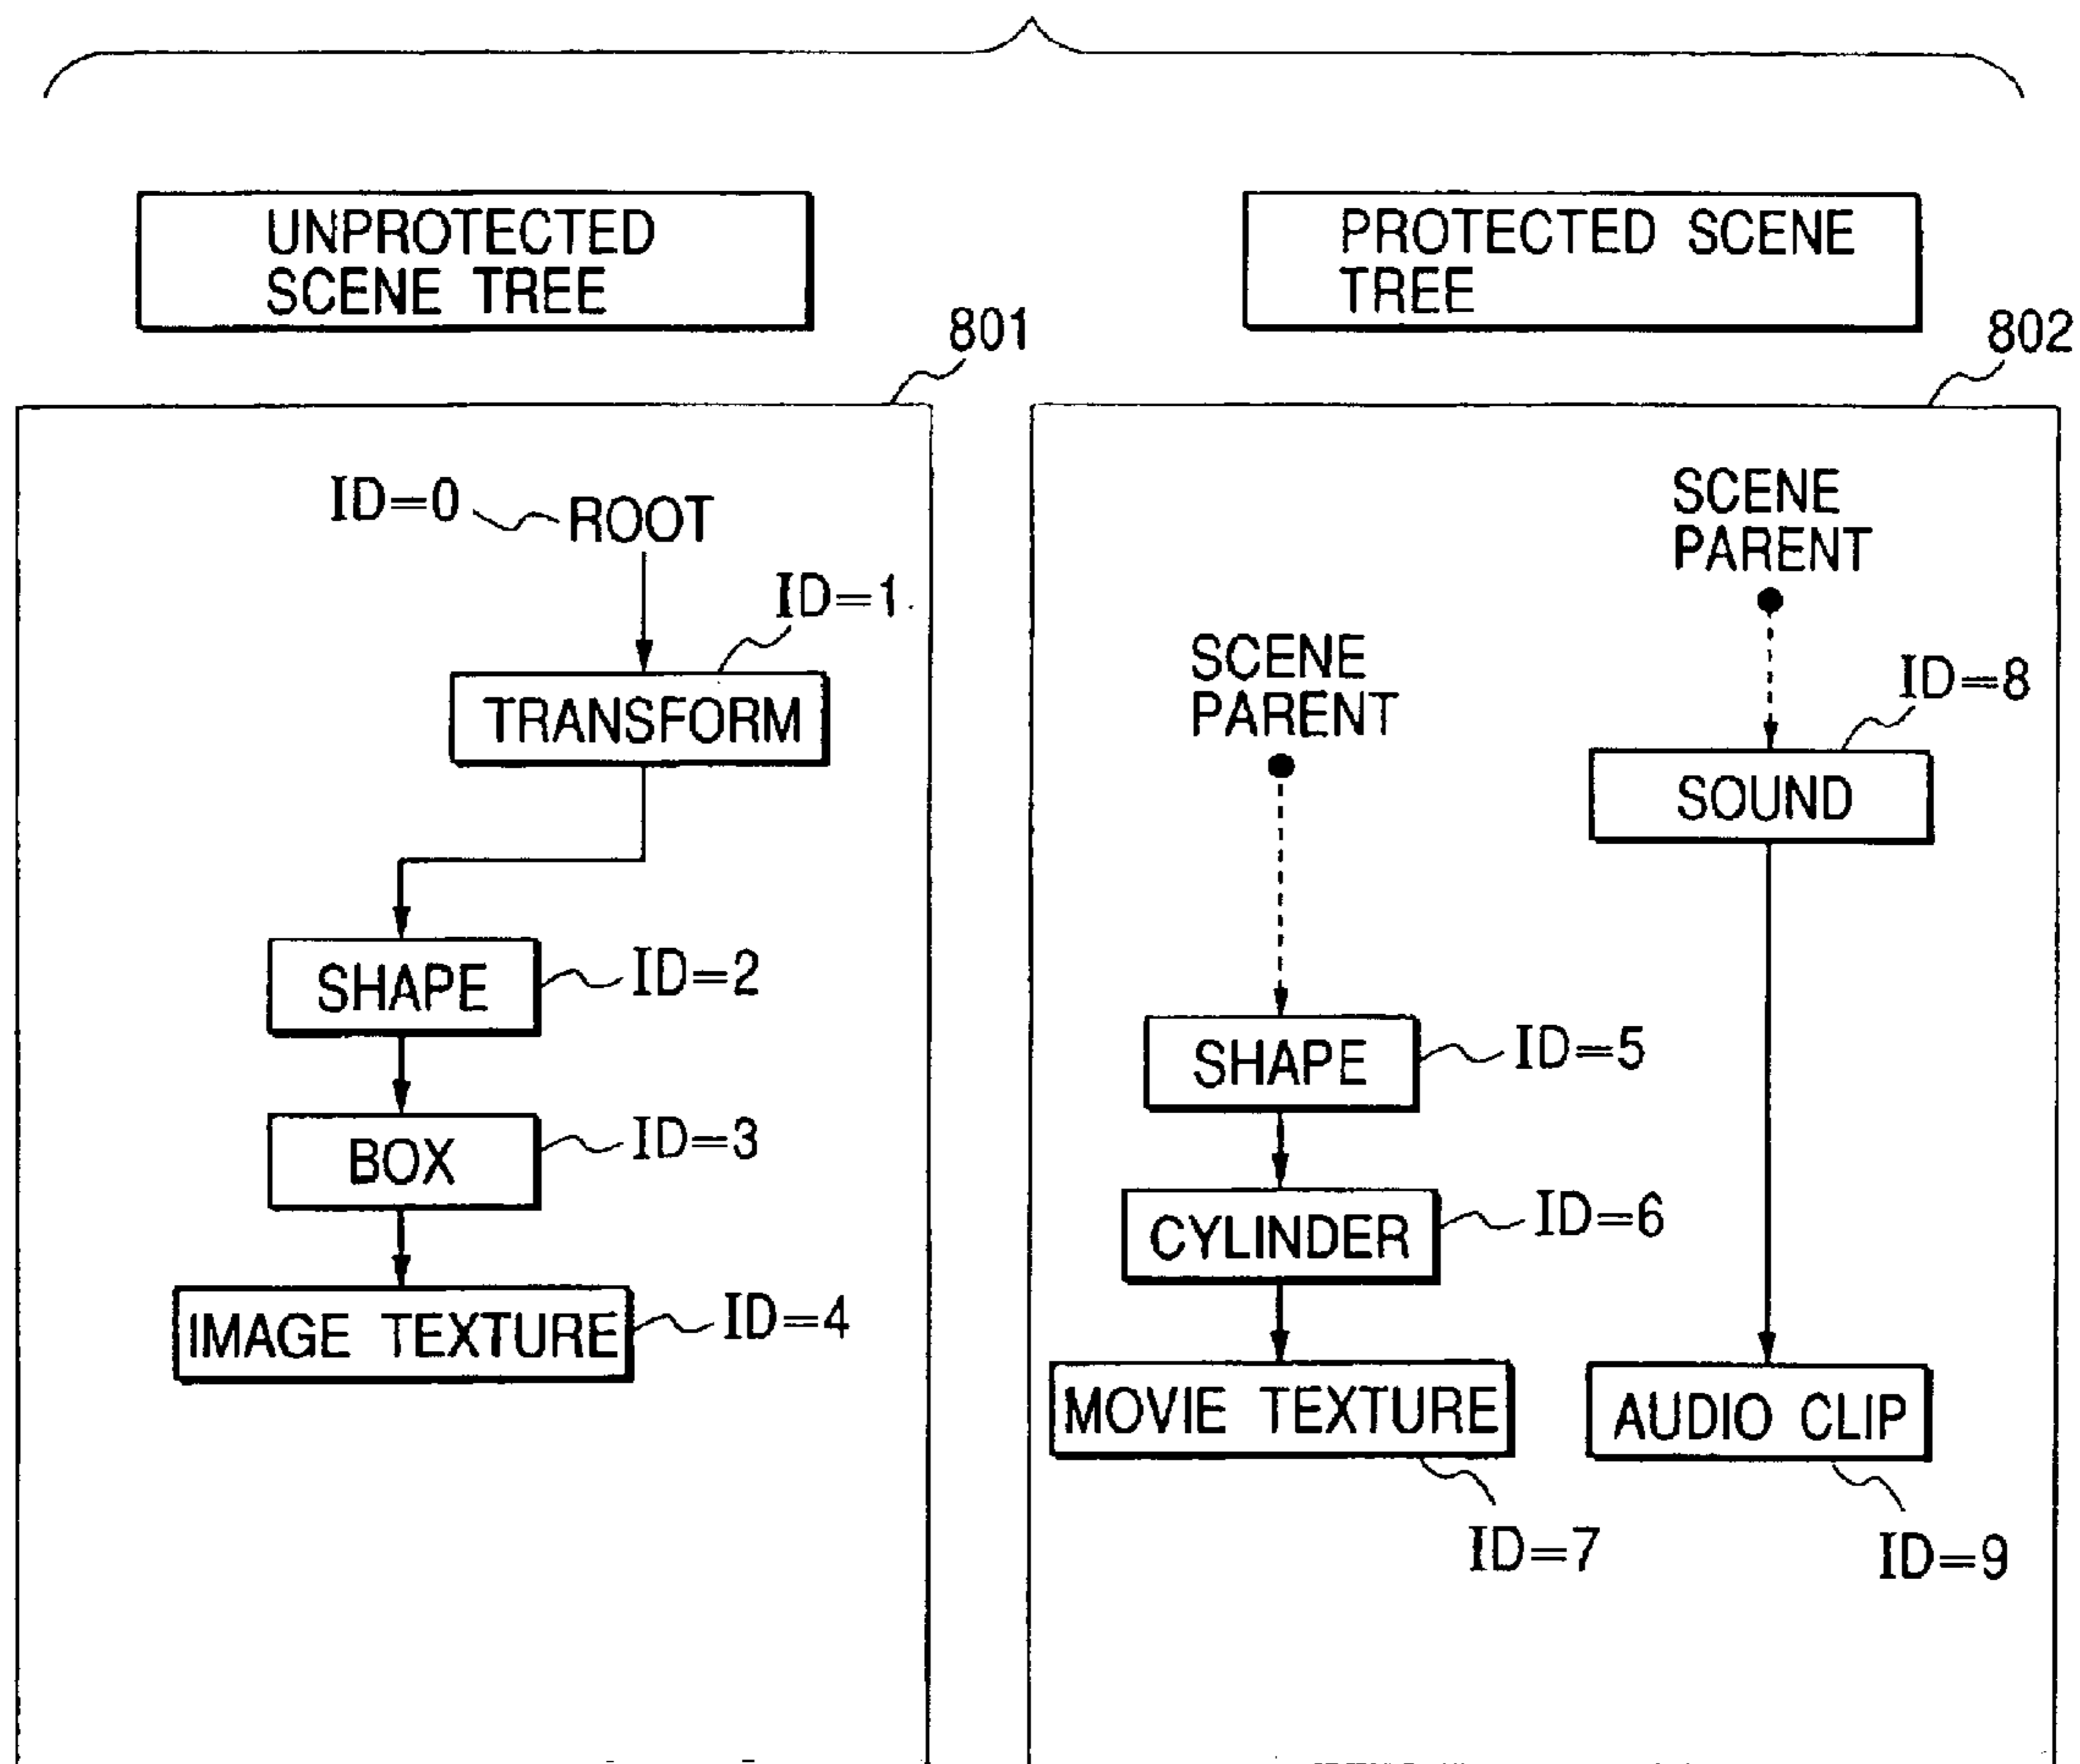 UNPROTECTED
SCENE TREE
PROTECTED SCENE
TREE
801
802
ID=0
ROOT
ID=1
TRANSFORM
SHAPE
ID=2
BOX
ID=3
IMAGE TEXTURE
ID=4
SCENE
PARENT
SCENE
PARENT
ID=8
SOUND
SHAPE
ID=5
CYLINDER
ID=6
MOVIE TEXTURE
AUDIO CLIP
ID=7
ID=9